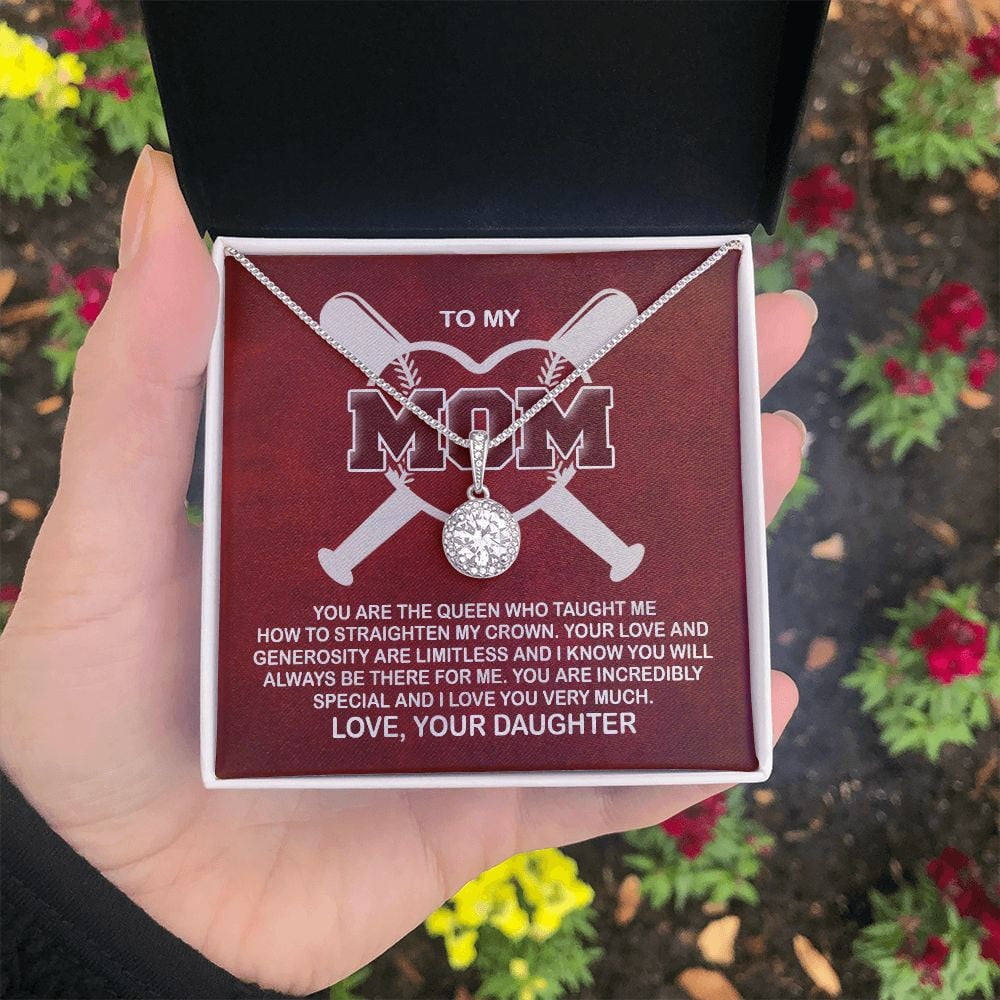 TO MY
MOM
YOU ARE THE QUEEN WHO TAUGHT ME
HOW TO STRAIGHTEN MY CROWN. YOUR LOVE AND
GENEROSITY ARE LIMITLESS AND I KNOW YOU WILL
ALWAYS BE THERE FOR ME. YOU ARE INCREDIBLY
SPECIAL AND I LOVE YOU VERY MUCH.
LOVE, YOUR DAUGHTER